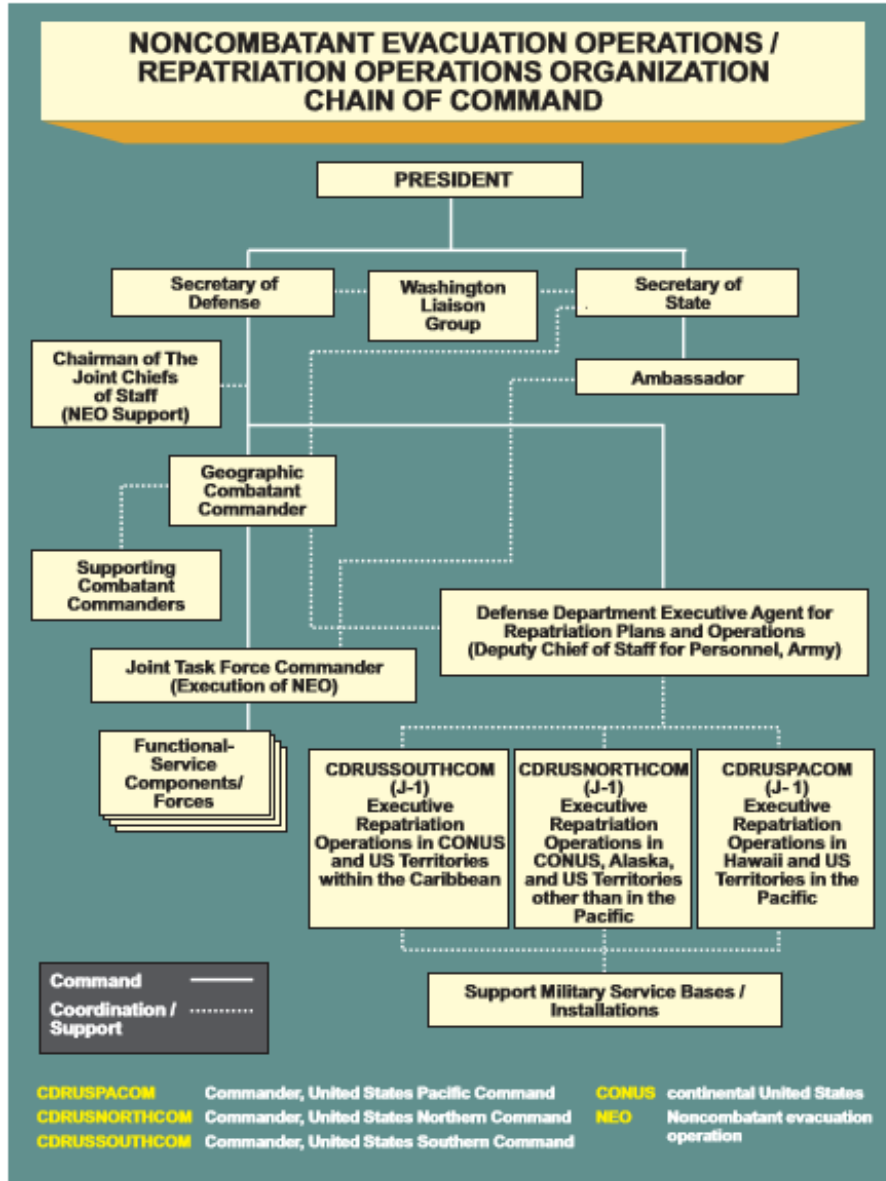 NONCOMBATANT EVACUATION OPERATIONS /
REPATRIATION OPERATIONS ORGANIZATION
CHAIN OF COMMAND
PRESIDENT
Secretary of
Defense
Washington
Liaison
Group
Secretary of
State
Chairman of The
Joint Chiefs
of Staff
(NEO Support)
Ambassador
Geographic
Combatant
Commander
Supporting
Combatant
Commanders
Defense Department Executive Agent for
Repatriation Plans and Operations
(Deputy Chief of Staff for Personnel, Army)
Joint Task Force Commander
(Execution of NEO)
Functional-
Service
Components/
Forces
CDRUSSOUTHCOM
(J-1)
Executive
Repatriation
Operations in CONUS
and US Territories
within the Caribbean
CDRUSNORTHCOM
(J-1)
Executive
Repatriation
Operations in
CONUS, Alaska,
and US Territories
other than in the
Pacific
CDRUSPACOM
(J- 1)
Executive
Repatriation
Operations in
Hawaii and US
Territories in the
Pacific
Support Military Service Bases /
Installations
Command
Coordination /
Support
CDRUSPACOM Commander, United States Pacific Command
CDRUSNORTHCOM Commander, United States Northern Command
CDRUSSOUTHCOM Commander, United States Southern Command
CONUS continental United States
NEO Noncombatant evacuation
operation